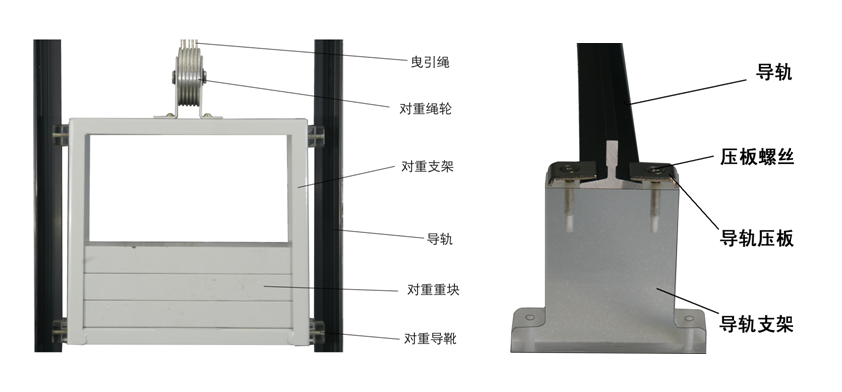 曳引绳
对重绳轮
对重支架
导轨
对重重块
对重导靴
导轨
压板螺丝
导轨压板
导轨支架